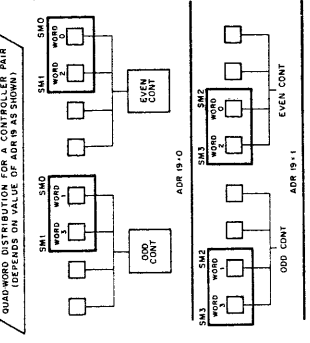 QUAD-WORD DISTRIBUTION FOR A CONTROLLER PAIR
(DEPENDS ON VALUE OF ADR 19 AS SHOWN)
SM1 SM0
WORD 3 WORD 1
ODD CONT
SM1 SM0
WORD 2 WORD 0
EVEN CONT
ADR 19=0
SM3 SM2
WORD 3 WORD 1
ODD CONT
SM3 SM2
WORD 2 WORD 0
EVEN CONT
ADR 19=1